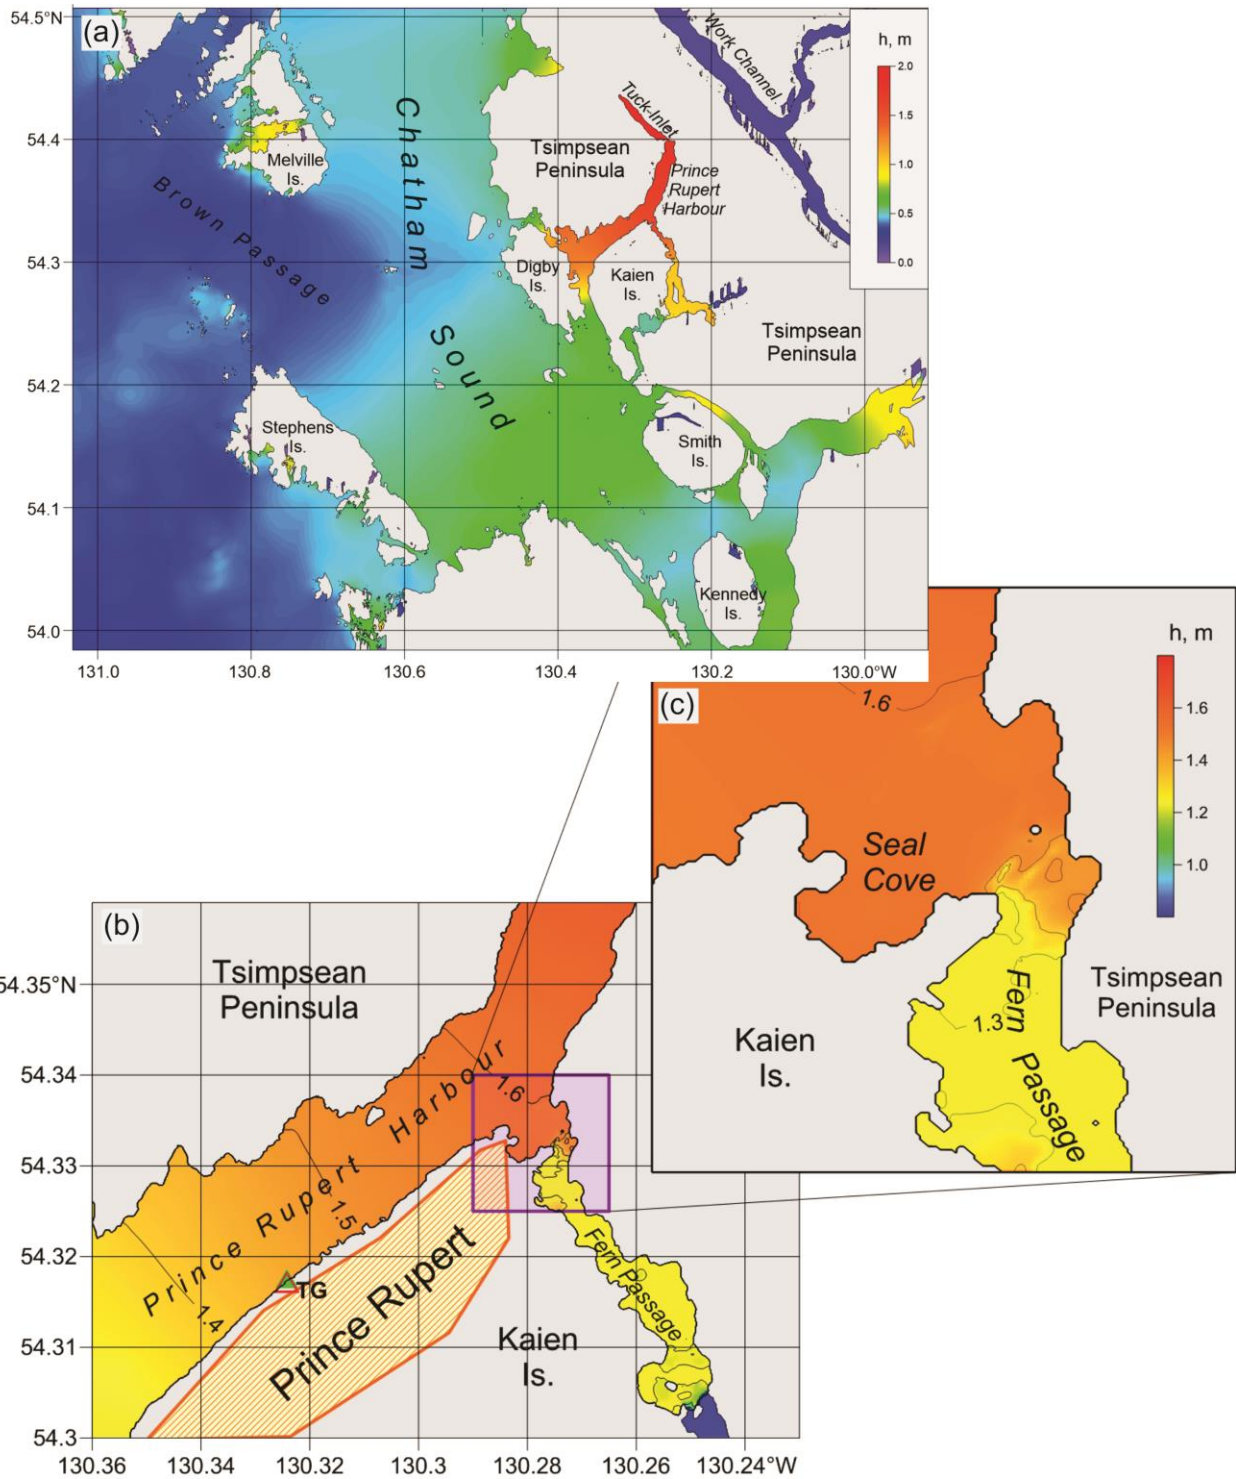 (a)
54.5°N
54.4
54.3
54.2
54.1
54.0
131.0
130.8
130.6
130.4
130.2
130.0°W
Chatham
Sound
Brown Passage
Melville
Is.
Stephens
Is.
Tsimpsean
Peninsula
Tuck-Inlet
Prince
Rupert
Harbour
Work Channel
Digby
Is.
Kaien
Is.
Tsimpsean
Peninsula
Smith
Is.
Kennedy
Is.
h, m
2.0
1.5
1.0
0.5
0.0
(c)
1.6
Seal
Cove
Fern Passage
1.3
Kaien
Is.
Tsimpsean
Peninsula
h, m
1.6
1.4
1.2
1.0
(b)
54.35°N
54.34
54.33
54.32
54.31
54.3
130.36
130.34
130.32
130.3
130.28
130.26
130.24°W
Tsimpsean
Peninsula
Prince Rupert Harbour
1.6
1.5
1.4
TG
Prince Rupert
Kaien
Is.
Fern Passage